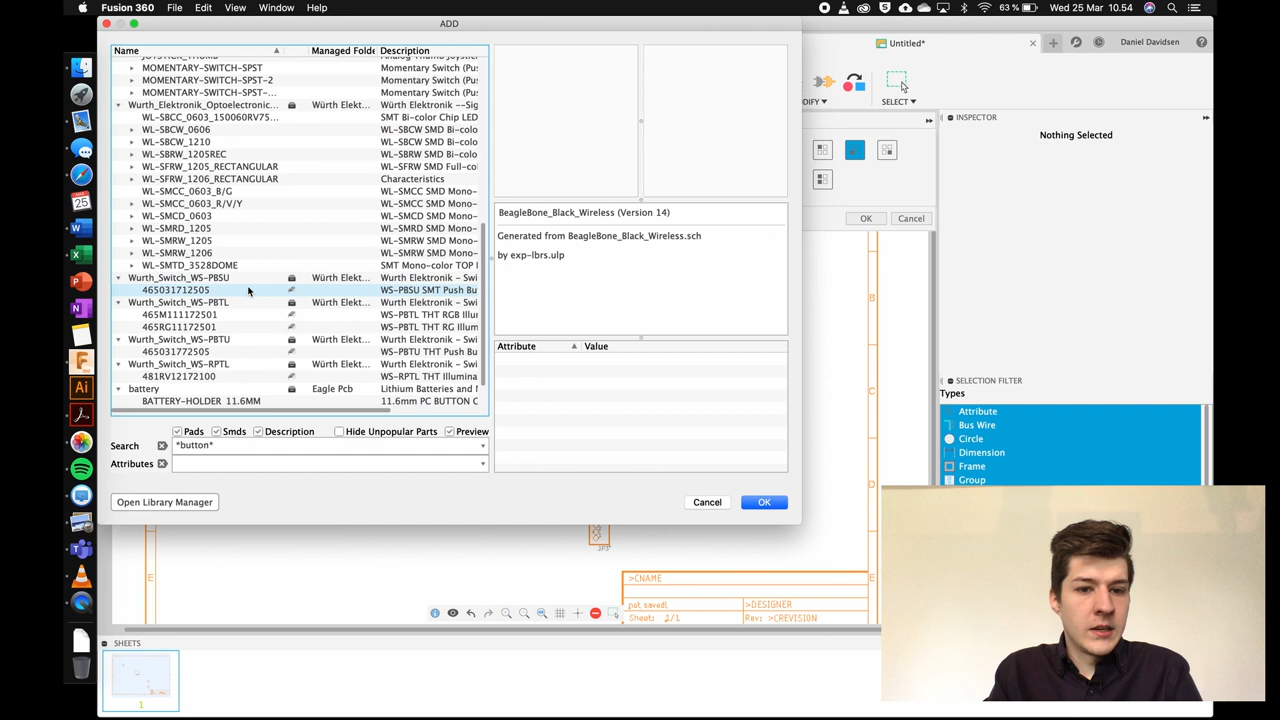 Fusion 360 File Edit View Window Help
63 % Wed 25 Mar 10.54
ADD
Untitled*
Daniel Davidsen
Name Managed Folde Description
MOMENTARY-SWITCH-SPST Momentary Switch (Pus
MOMENTARY-SWITCH-SPST-2 Momentary Switch (Pus
MOMENTARY-SWITCH-SPST-... Momentary Switch (Pus
Wurth_Elektronik_Optoelectronic... Würth Elekt... Würth Elektronik --Sig
WL-SBCC_0603_150060RV75... SMT Bi-color Chip LED
WL-SBCW_0606 WL-SBCW SMD Bi-colo
WL-SBCW_1210 WL-SBCW SMD Bi-colo
WL-SBRW_1205REC WL-SBRW SMD Bi-colo
WL-SFRW_1205_RECTANGULAR WL-SFRW SMD Full-col
WL-SFRW_1206_RECTANGULAR Characteristics
WL-SMCC_0603_B/G WL-SMCC SMD Mono-
WL-SMCC_0603_R/V/Y WL-SMCC SMD Mono-
WL-SMCD_0603 WL-SMCD SMD Mono-
WL-SMRD_1205 WL-SMRD SMD Mono-
WL-SMRW_1205 WL-SMRW SMD Mono-
WL-SMRW_1206 WL-SMRW SMD Mono-
WL-SMTD_3528DOME SMT Mono-color TOP L
Wurth_Switch_WS-PBSU Würth Elekt... Wurth Elektronik – Swi
465031712505 WS-PBSU SMT Push Bu
Wurth_Switch_WS-PBTL Würth Elekt... Wurth Elektronik – Swi
465M111172501 WS-PBTL THT RGB Illum
465RG11172501 WS-PBTL THT RG Illum
Wurth_Switch_WS-PBTU Würth Elekt... Wurth Elektronik – Swi
465031772505 WS-PBTU THT Push Bu
Wurth_Switch_WS-RPTL Würth Elekt... Wurth Elektronik – Swi
481RV12172100 WS-RPTL THT Illumina
battery Eagle Pcb Lithium Batteries and
BATTERY-HOLDER_11.6MM 11.6mm PC BUTTON C
Pads Smds Description Hide Unpopular Parts Preview
Search *button*
Attributes
Open Library Manager
Cancel OK
BeagleBone_Black_Wireless (Version 14)
Generated from BeagleBone_Black_Wireless.sch
by exp-lbrs.ulp
Attribute Value
DIFY▼ SELECT▼
OK Cancel
INSPECTOR
Nothing Selected
SELECTION FILTER
Types
Attribute
Bus Wire
Circle
Dimension
Frame
Group
B
C
D
E
E
>CNAME
not saved!
>DESIGNER
Sheet: 1/1
Rev: >CREVISION
SHEETS
1